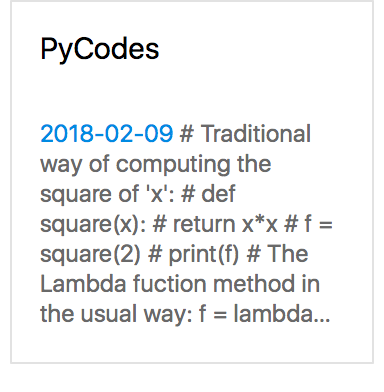 PyCodes
2018-02-09 # Traditional
way of computing the
square of 'x': # def
square(x): # return x*x # f =
square(2) # print(f) # The
Lambda fuction method in
the usual way: f = lambda...